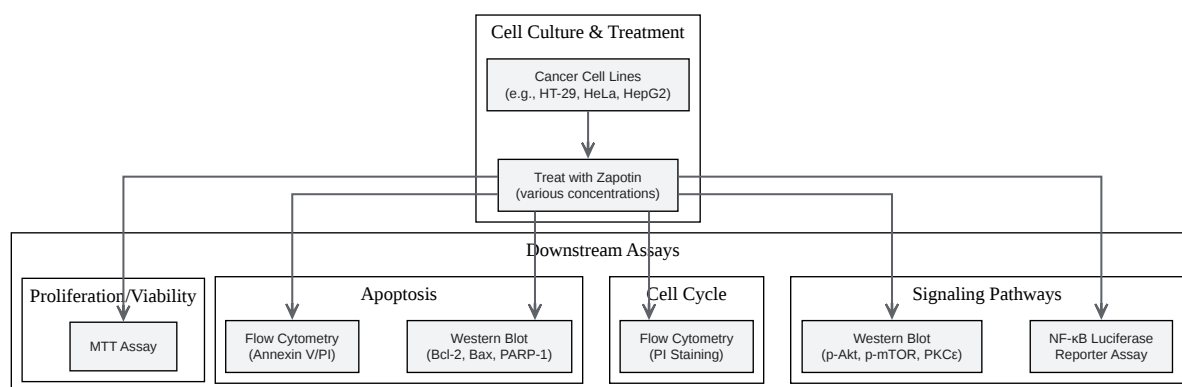 Cell Culture & Treatment
Cancer Cell Lines
(e.g., HT-29, HeLa, HepG2)
Treat with Zapotin
(various concentrations)
Downstream Assays
Proliferation/Viability
MTT Assay
Apoptosis
Flow Cytometry
(Annexin V/PI)
Western Blot
(Bcl-2, Bax, PARP-1)
Cell Cycle
Flow Cytometry
(PI Staining)
Signaling Pathways
Western Blot
(p-Akt, p-mTOR, PKCε)
NF-κB Luciferase
Reporter Assay